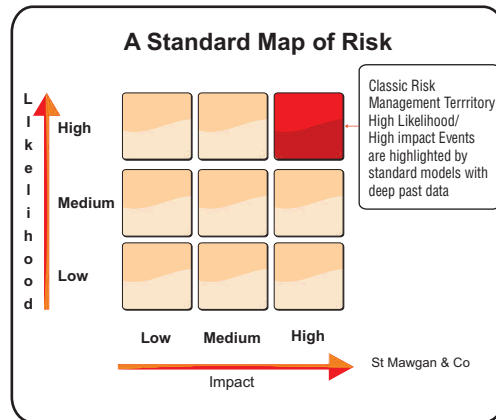 A Standard Map of Risk
Likelihood
High
Medium
Low
Low Medium High
Impact
Classic Risk
Management Terrritory
High Likelihood/
High impact Events
are highlighted by
standard models with
deep past data
St Mawgan & Co